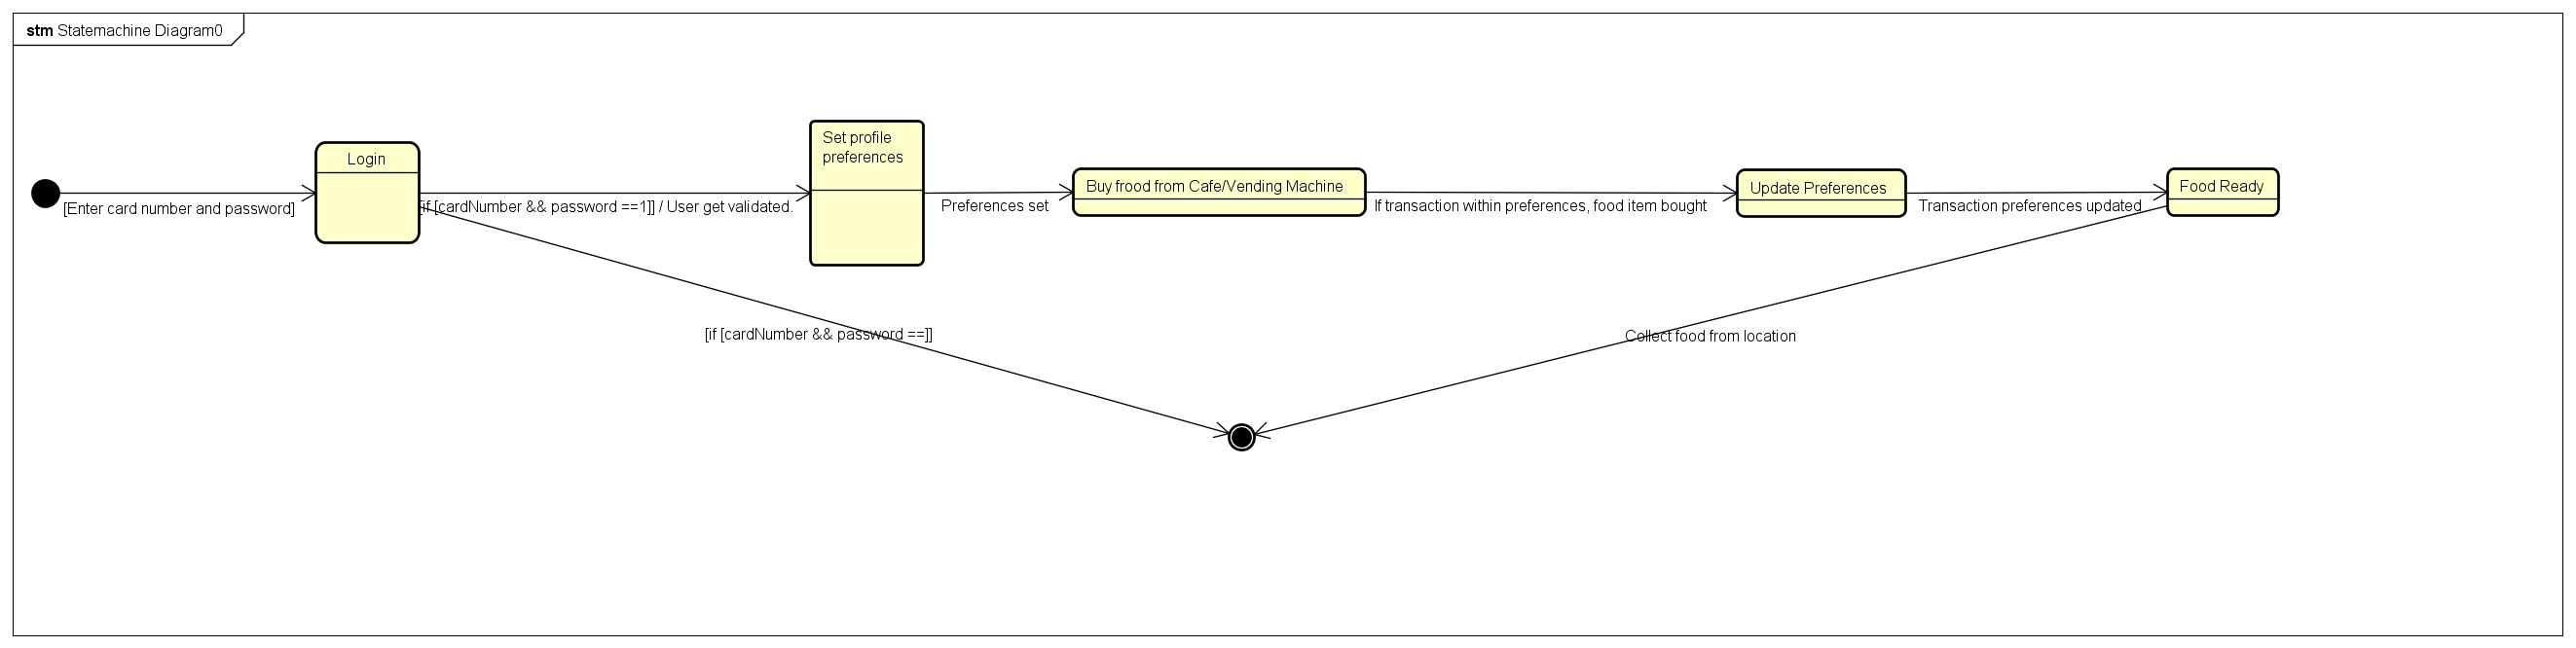 stm Statemachine Diagram0
Set profile
preferences
Login
Buy frood from Cafe/Vending Machine
Update Preferences
Food Ready
[Enter card number and password]
[if [cardNumber && password ==1]] / User get validated.
Preferences set
If transaction within preferences, food item bought
Transaction preferences updated
[if [cardNumber && password ==]]
Collect food from location